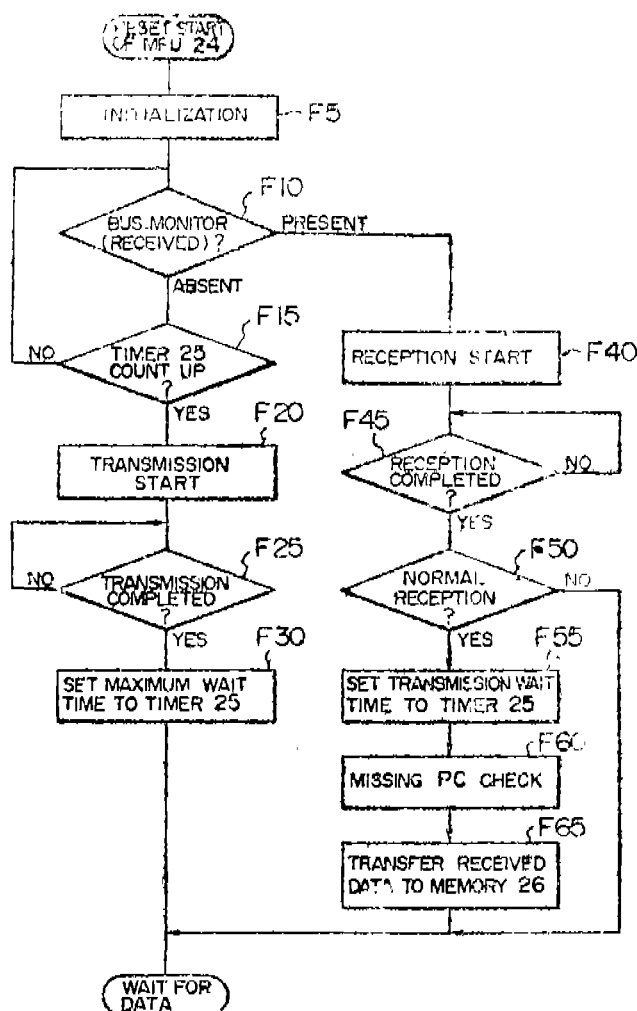 RESET START
OF MPU 24
INITIALIZATION
F5
F10
BUS-MONITOR
(RECEIVED) ?
PRESENT
ABSENT
F15
NO
TIMER 25
COUNT UP
?
YES
F20
TRANSMISSION
START
F25
NO
TRANSMISSION
COMPLETED
?
YES
F30
SET MAXIMUM WAIT
TIME TO TIMER 25
RECEPTION START
F40
F45
RECEPTION
COMPLETED
?
NO
YES
F50
NORMAL
RECEPTION
?
NO
YES
F55
SET TRANSMISSION WAIT
TIME TO TIMER 25
F60
MISSING PC CHECK
F65
TRANSFER RECEIVED
DATA TO MEMORY 26
WAIT FOR
DATA